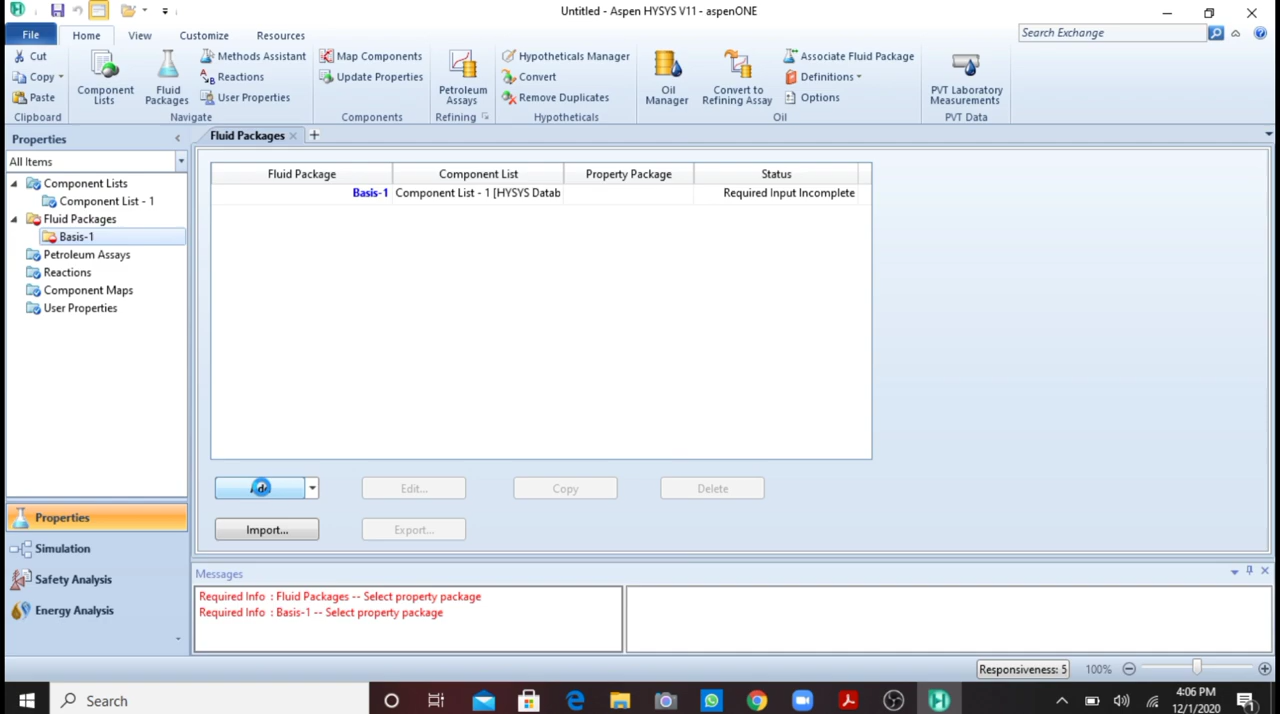 Untitled - Aspen HYSYS V11 - aspenONE
File
Home
View
Customize
Resources
Search Exchange
Cut
Copy
Paste
Clipboard
Component Lists
Fluid Packages
Methods Assistant
Reactions
User Properties
Navigate
Map Components
Update Properties
Components
Petroleum Assays
Refining
Hypotheticals Manager
Convert
Remove Duplicates
Hypotheticals
Oil Manager
Convert to Refining Assay
Associate Fluid Package
Definitions
Options
Oil
PVT Laboratory Measurements
PVT Data
Properties
All Items
Component Lists
Component List - 1
Fluid Packages
Basis-1
Petroleum Assays
Reactions
Component Maps
User Properties
Properties
Simulation
Safety Analysis
Energy Analysis
Fluid Packages
Fluid Package Component List Property Package Status
Basis-1 Component List - 1 [HYSYS Datab Required Input Incomplete
Edit...
Copy
Delete
Import...
Export...
Messages
Required Info : Fluid Packages -- Select property package
Required Info : Basis-1 -- Select property package
Responsiveness: 5
100%
Search
4:06 PM
12/1/2020
1